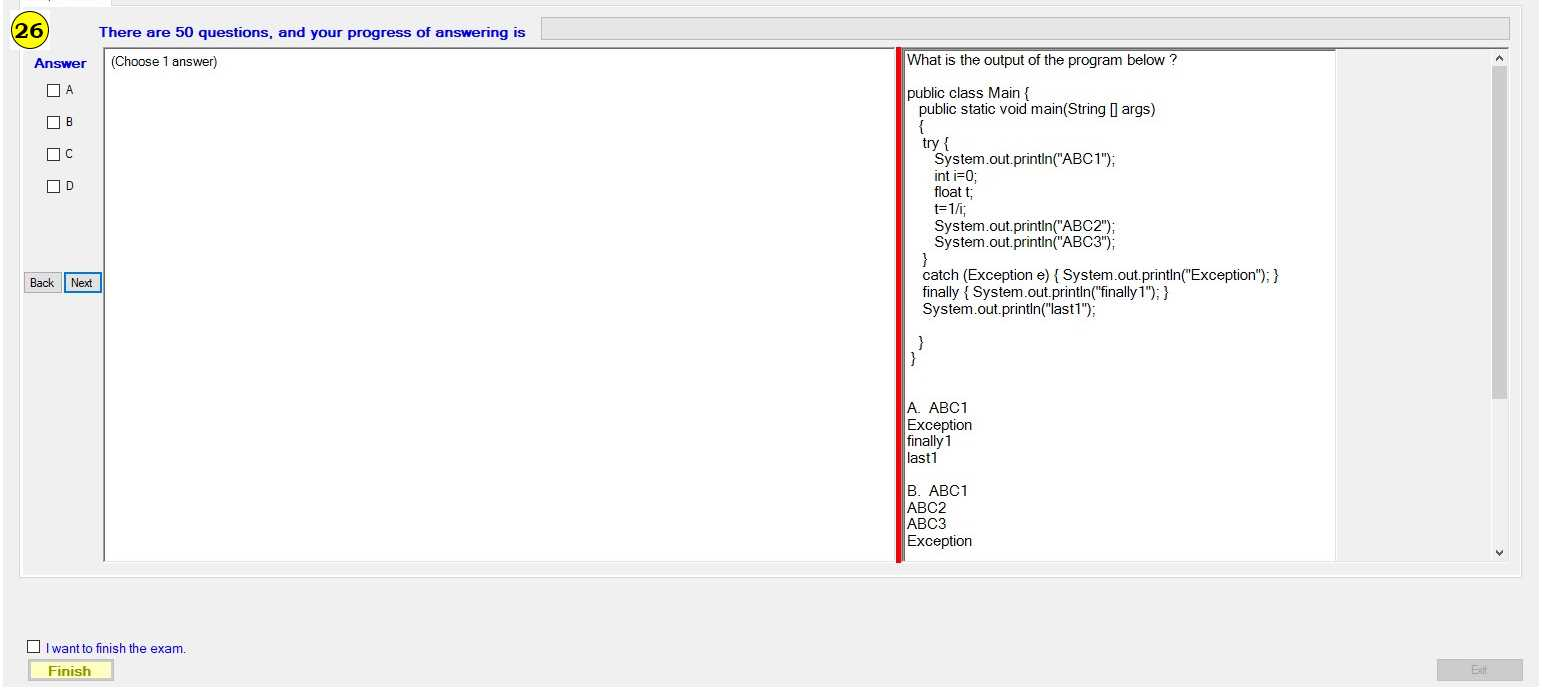 26
There are 50 questions, and your progress of answering is
Answer
(Choose 1 answer)
A
B
C
D
Back
Next
What is the output of the program below ?
public class Main {
public static void main(String [] args)
{
try {
System.out.println("ABC1");
int i=0;
float t;
t=1/i;
System.out.println("ABC2");
System.out.println("ABC3");
}
catch (Exception e) { System.out.println("Exception"); }
finally { System.out.println("finally1"); }
System.out.println("last1");
}
}
A.  ABC1
Exception
finally1
last1
B.  ABC1
ABC2
ABC3
Exception
I want to finish the exam.
Finish
Exit